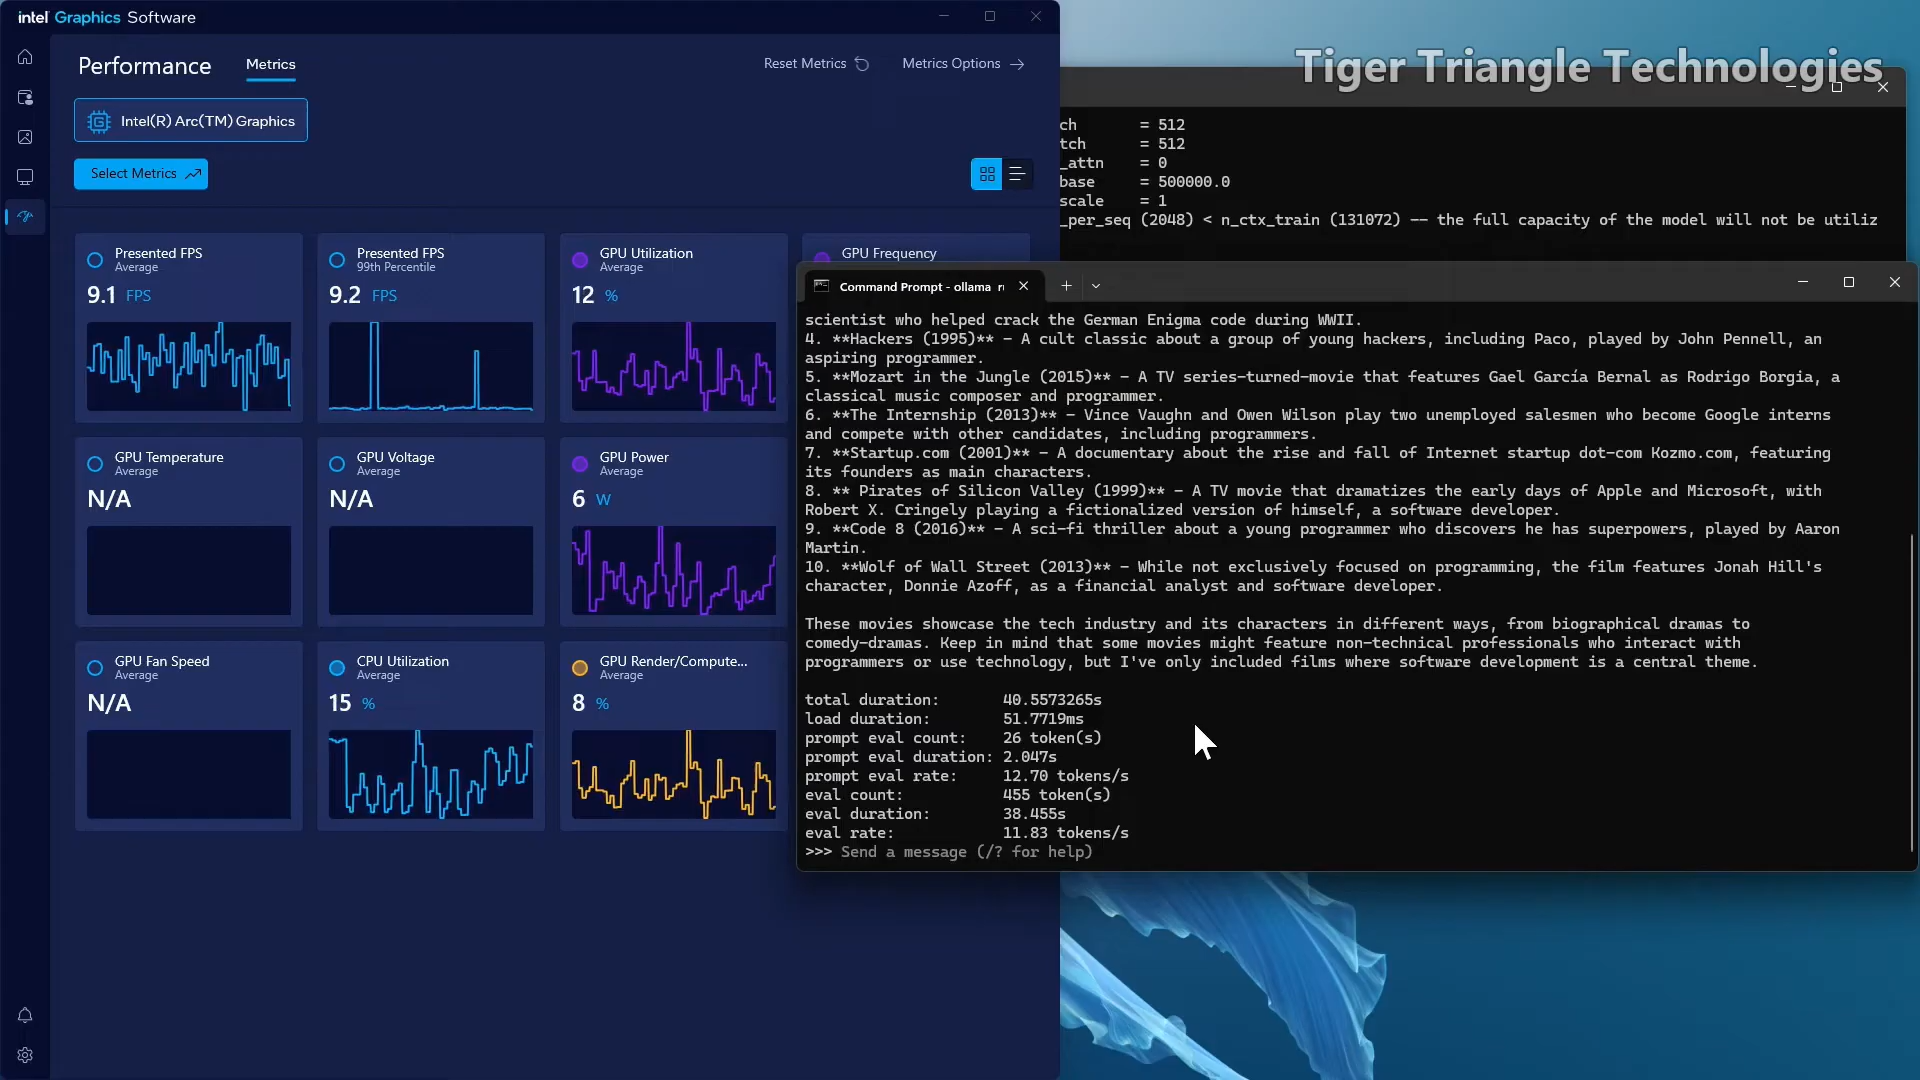 intel Graphics Software
Performance
Metrics
Reset Metrics
Metrics Options
Intel(R) Arc(TM) Graphics
Select Metrics
Presented FPS
Average
9.1 FPS
Presented FPS
99th Percentile
9.2 FPS
GPU Utilization
Average
12 %
GPU Frequency
GPU Temperature
Average
N/A
GPU Voltage
Average
N/A
GPU Power
Average
6 W
GPU Fan Speed
Average
N/A
CPU Utilization
Average
15 %
GPU Render/Compute...
Average
8 %
Tiger Triangle Technologies
ch = 512
tch = 512
_attn = 0
base = 500000.0
scale = 1
_per_seq (2048) < n_ctx_train (131072) -- the full capacity of the model will not be utiliz
Command Prompt - ollama r
scientist who helped crack the German Enigma code during WWII.
4. **Hackers (1995)** - A cult classic about a group of young hackers, including Paco, played by John Pennell, an
aspiring programmer.
5. **Mozart in the Jungle (2015)** - A TV series-turned-movie that features Gael García Bernal as Rodrigo Borgia, a
classical music composer and programmer.
6. **The Internship (2013)** - Vince Vaughn and Owen Wilson play two unemployed salesmen who become Google interns
and compete with other candidates, including programmers.
7. **Startup.com (2001)** - A documentary about the rise and fall of Internet startup dot-com Kozmo.com, featuring
its founders as main characters.
8. ** Pirates of Silicon Valley (1999)** - A TV movie that dramatizes the early days of Apple and Microsoft, with
Robert X. Cringely playing a fictionalized version of himself, a software developer.
9. **Code 8 (2016)** - A sci-fi thriller about a young programmer who discovers he has superpowers, played by Aaron
Martin.
10. **Wolf of Wall Street (2013)** - While not exclusively focused on programming, the film features Jonah Hill's
character, Donnie Azoff, as a financial analyst and software developer.
These movies showcase the tech industry and its characters in different ways, from biographical dramas to
comedy-dramas. Keep in mind that some movies might feature non-technical professionals who interact with
programmers or use technology, but I've only included films where software development is a central theme.
total duration: 40.5573265s
load duration: 51.7719ms
prompt eval count: 26 token(s)
prompt eval duration: 2.047s
prompt eval rate: 12.70 tokens/s
eval count: 455 token(s)
eval duration: 38.455s
eval rate: 11.83 tokens/s
>>> Send a message (/? for help)